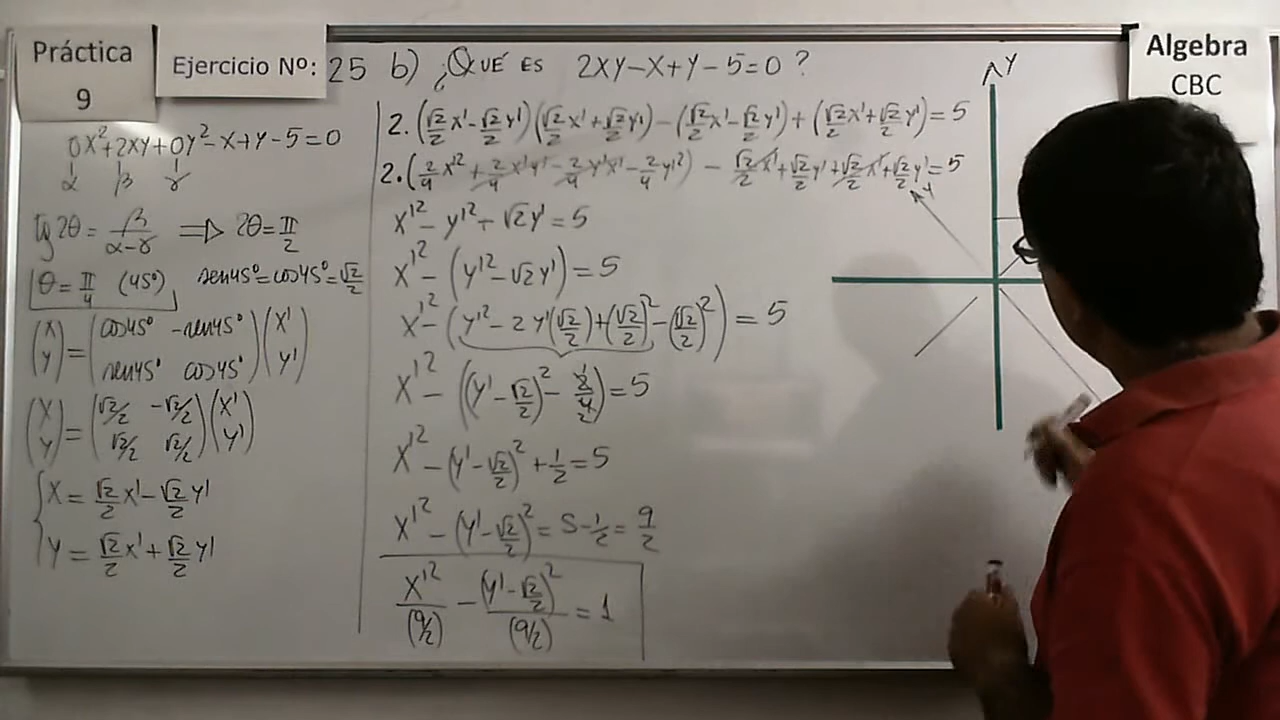 Práctica
9
Ejercicio Nº: 25 b) ¿QUÉ ES 2XY-X+Y-5=0?
Algebra
CBC
0X²+2XY+0Y²-X+Y-5=0
α β γ
tg2θ = β/(α-γ) ⟹ 2θ = π/2
θ = π/4 (45°) sen45°=cos45°=√2/2
(X Y) = (cos45° -sen45° sen45° cos45°)(X' Y')
(X Y) = (√2/2 -√2/2 √2/2 √2/2)(X' Y')
{X = √2/2 X' - √2/2 Y'
Y = √2/2 X' + √2/2 Y'
2.(√2/2 X' - √2/2 Y')(√2/2 X' + √2/2 Y') - (√2/2 X' - √2/2 Y') + (√2/2 X' + √2/2 Y') = 5
2.(2/4 X'² + 2/4 X'Y' - 2/4 Y'X' - 2/4 Y'²) - √2/2 X' + √2/2 Y' + √2/2 X' + √2/2 Y' = 5
X'² - Y'² + √2 Y' = 5
X'² - (Y'² - √2 Y') = 5
X'² - (Y'² - 2Y'(√2/2) + (√2/2)² - (√2/2)²) = 5
X'² - ((Y' - √2/2)² - 2/4 2) = 5
X'² - (Y' - √2/2)² + 1/2 = 5
X'² - (Y' - √2/2)² = 5 - 1/2 = 9/2
X'²/(9/2) - (Y' - √2/2)²/(9/2) = 1
Y
Y'